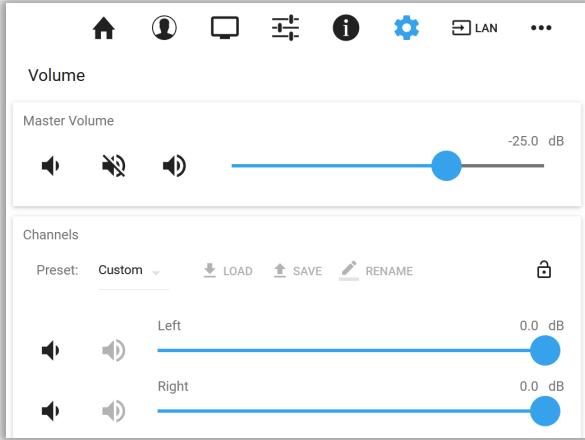 LAN
Volume
Master Volume
-25.0 dB
Channels
Preset: Custom LOAD SAVE RENAME
Left 0.0 dB
Right 0.0 dB